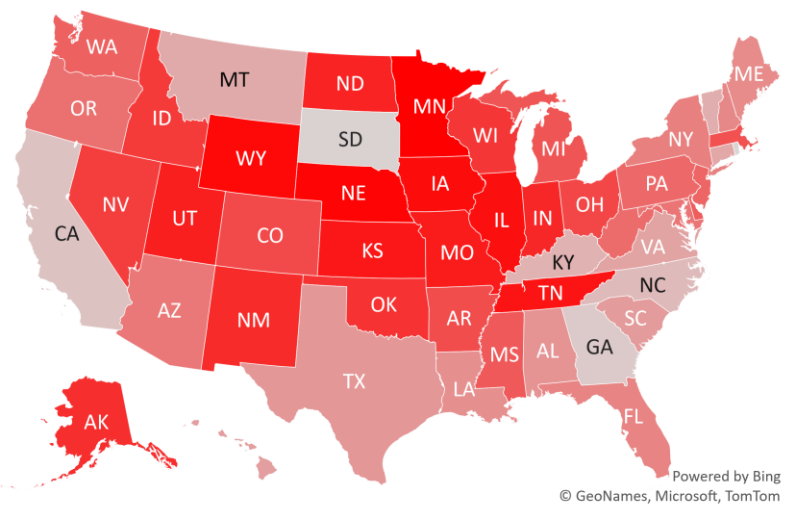 WA
ME
MT
ND
OR
MN
ID
SD
WI
NY
MI
WY
IA
PA
NE
NV
OH
UT
IL
IN
CA
CO
VA
KS
MO
KY
NC
TN
OK
AZ
NM
AR
SC
MS
AL
GA
TX
LA
FL
AK
Powered by Bing
© GeoNames, Microsoft, TomTom